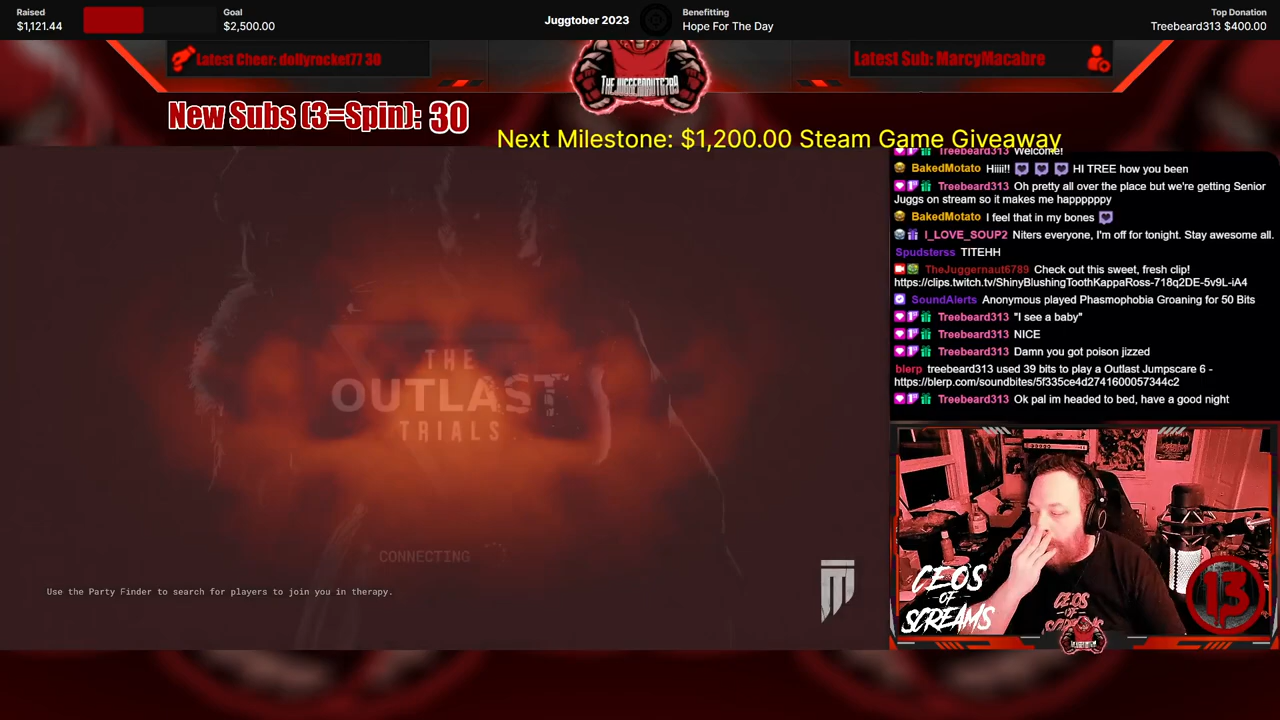 Raised
$1,121.44
Goal
$2,500.00
Juggtober 2023
Benefitting
Hope For The Day
Top Donation
Treebeard313 $400.00
Latest Cheer: dollyrocket77 30
THEJUGGERNAUT6789
Latest Sub: MarcyMacabre
New Subs (3=Spin): 30
Next Milestone: $1,200.00 Steam Game Giveaway
Treebeard313 Welcome!
BakedMotato Hiiii!! HI TREE how you been
Treebeard313 Oh pretty all over the place but we're getting Senior
Juggs on stream so it makes me happppppy
BakedMotato I feel that in my bones
I_LOVE_SOUP2 Niters everyone, I'm off for tonight. Stay awesome all.
Spudsterss TITEHH
TheJuggernaut6789 Check out this sweet, fresh clip!
https://clips.twitch.tv/ShinyBlushingToothKappaRoss-718q2DE-5v9L-iA4
SoundAlerts Anonymous played Phasmophobia Groaning for 50 Bits
Treebeard313 "I see a baby"
Treebeard313 NICE
Treebeard313 Damn you got poison jizzed
blerp treebeard313 used 39 bits to play a Outlast Jumpscare 6 -
https://blerp.com/soundbites/5f335ce4d2741600057344c2
Treebeard313 Ok pal im headed to bed, have a good night
THE
OUTLAST
TRIALS
CONNECTING
Use the Party Finder to search for players to join you in therapy.
CEOS
OF
SCREAMS
CEOS
OF
SCREAMS
13